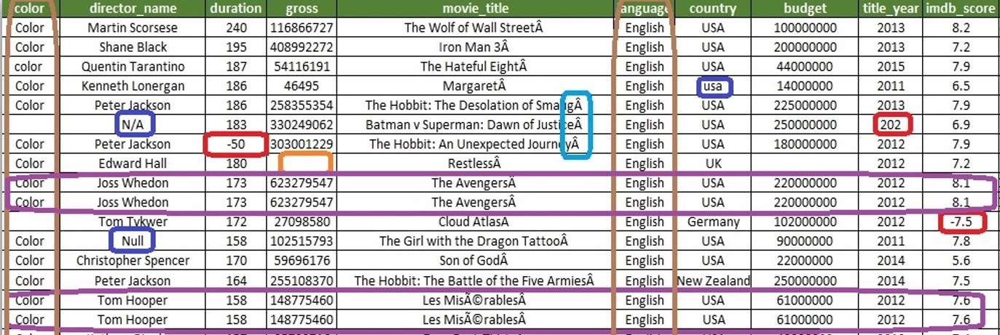 color director_name duration gross movie_title anguage country budget title_year imdb_score
Color Martin Scorsese 240 116866727 The Wolf of Wall StreetÂ English USA 100000000 2013 8.2
Color Shane Black 195 408992272 Iron Man 3Â English USA 200000000 2013 7.2
color Quentin Tarantino 187 54116191 The Hateful EightÂ English USA 44000000 2015 7.9
Color Kenneth Lonergan 186 46495 MargaretÂ English usa 14000000 2011 6.5
Color Peter Jackson 186 258355354 The Hobbit: The Desolation of SmaugÂ English USA 225000000 2013 7.9
N/A 183 330249062 Batman v Superman: Dawn of JusticeÂ English USA 250000000 202 6.9
Color Peter Jackson -50 303001229 The Hobbit: An Unexpected JourneyÂ English USA 180000000 2012 7.9
Color Edward Hall 180 RestlessÂ English UK 2012 7.2
Color Joss Whedon 173 623279547 The AvengersÂ English USA 220000000 2012 8.1
Color Joss Whedon 173 623279547 The AvengersÂ English USA 220000000 2012 8.1
Tom Tykwer 172 27098580 Cloud AtlasÂ English Germany 102000000 2012 -7.5
Color Null 158 102515793 The Girl with the Dragon TattooÂ English USA 90000000 2011 7.8
Color Christopher Spencer 170 59696176 Son of GodÂ English USA 22000000 2014 5.6
Color Peter Jackson 164 255108370 The Hobbit: The Battle of the Five ArmiesÂ English New Zealand 250000000 2014 7.5
Color Tom Hooper 158 148775460 Les MisÃ©rablesÂ English USA 61000000 2012 7.6
Color Tom Hooper 158 148775460 Les MisÃ©rablesÂ English USA 61000000 2012 7.6